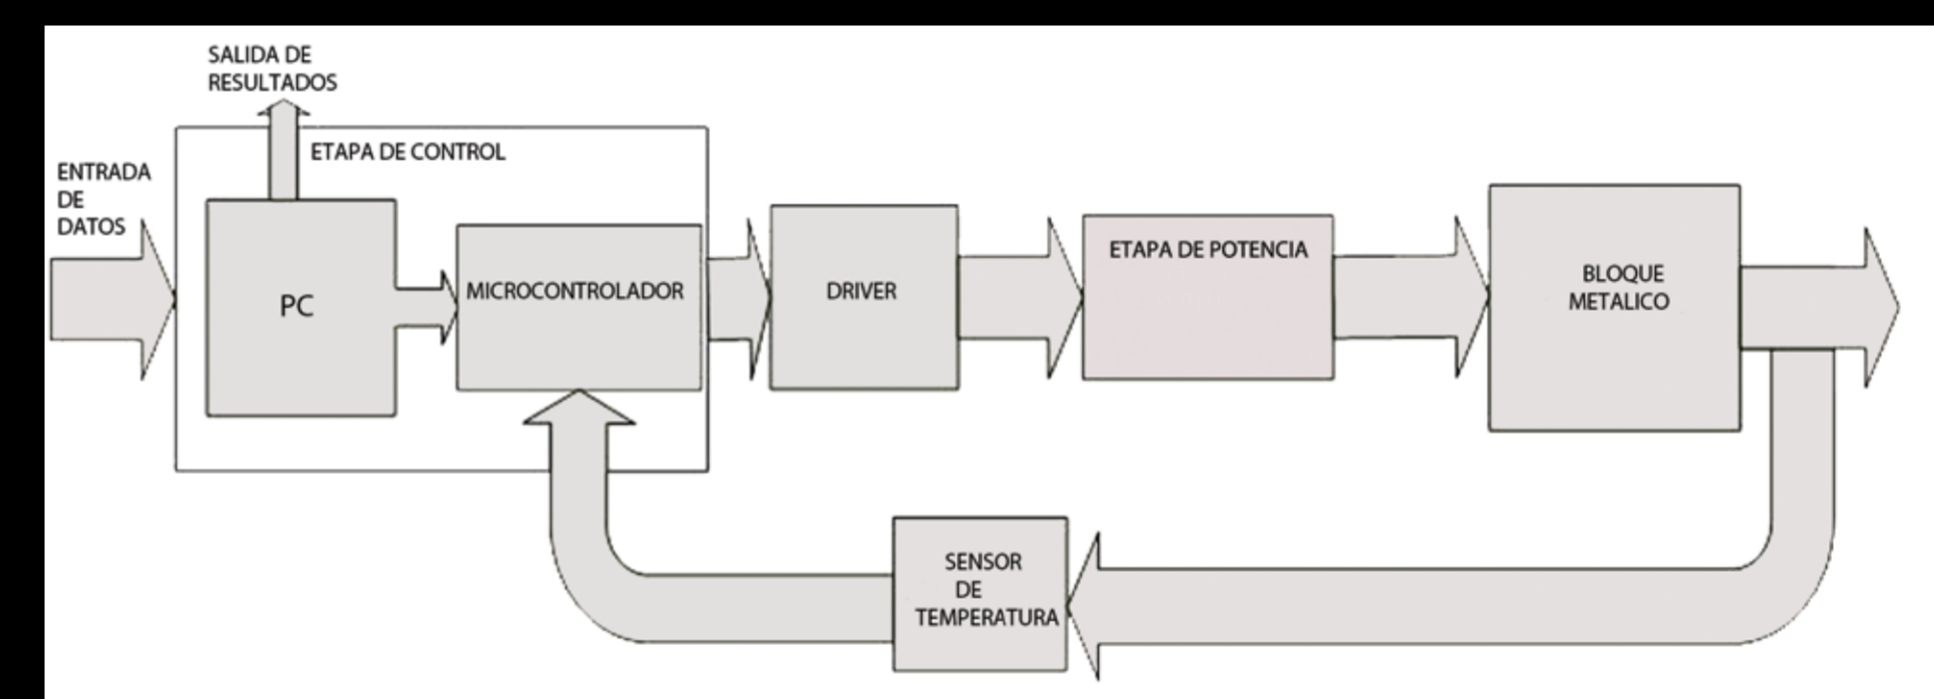 SALIDA DE
RESULTADOS
ETAPA DE CONTROL
ENTRADA
DE
DATOS
PC
MICROCONTROLADOR
DRIVER
ETAPA DE POTENCIA
BLOQUE
METALICO
SENSOR
DE
TEMPERATURA